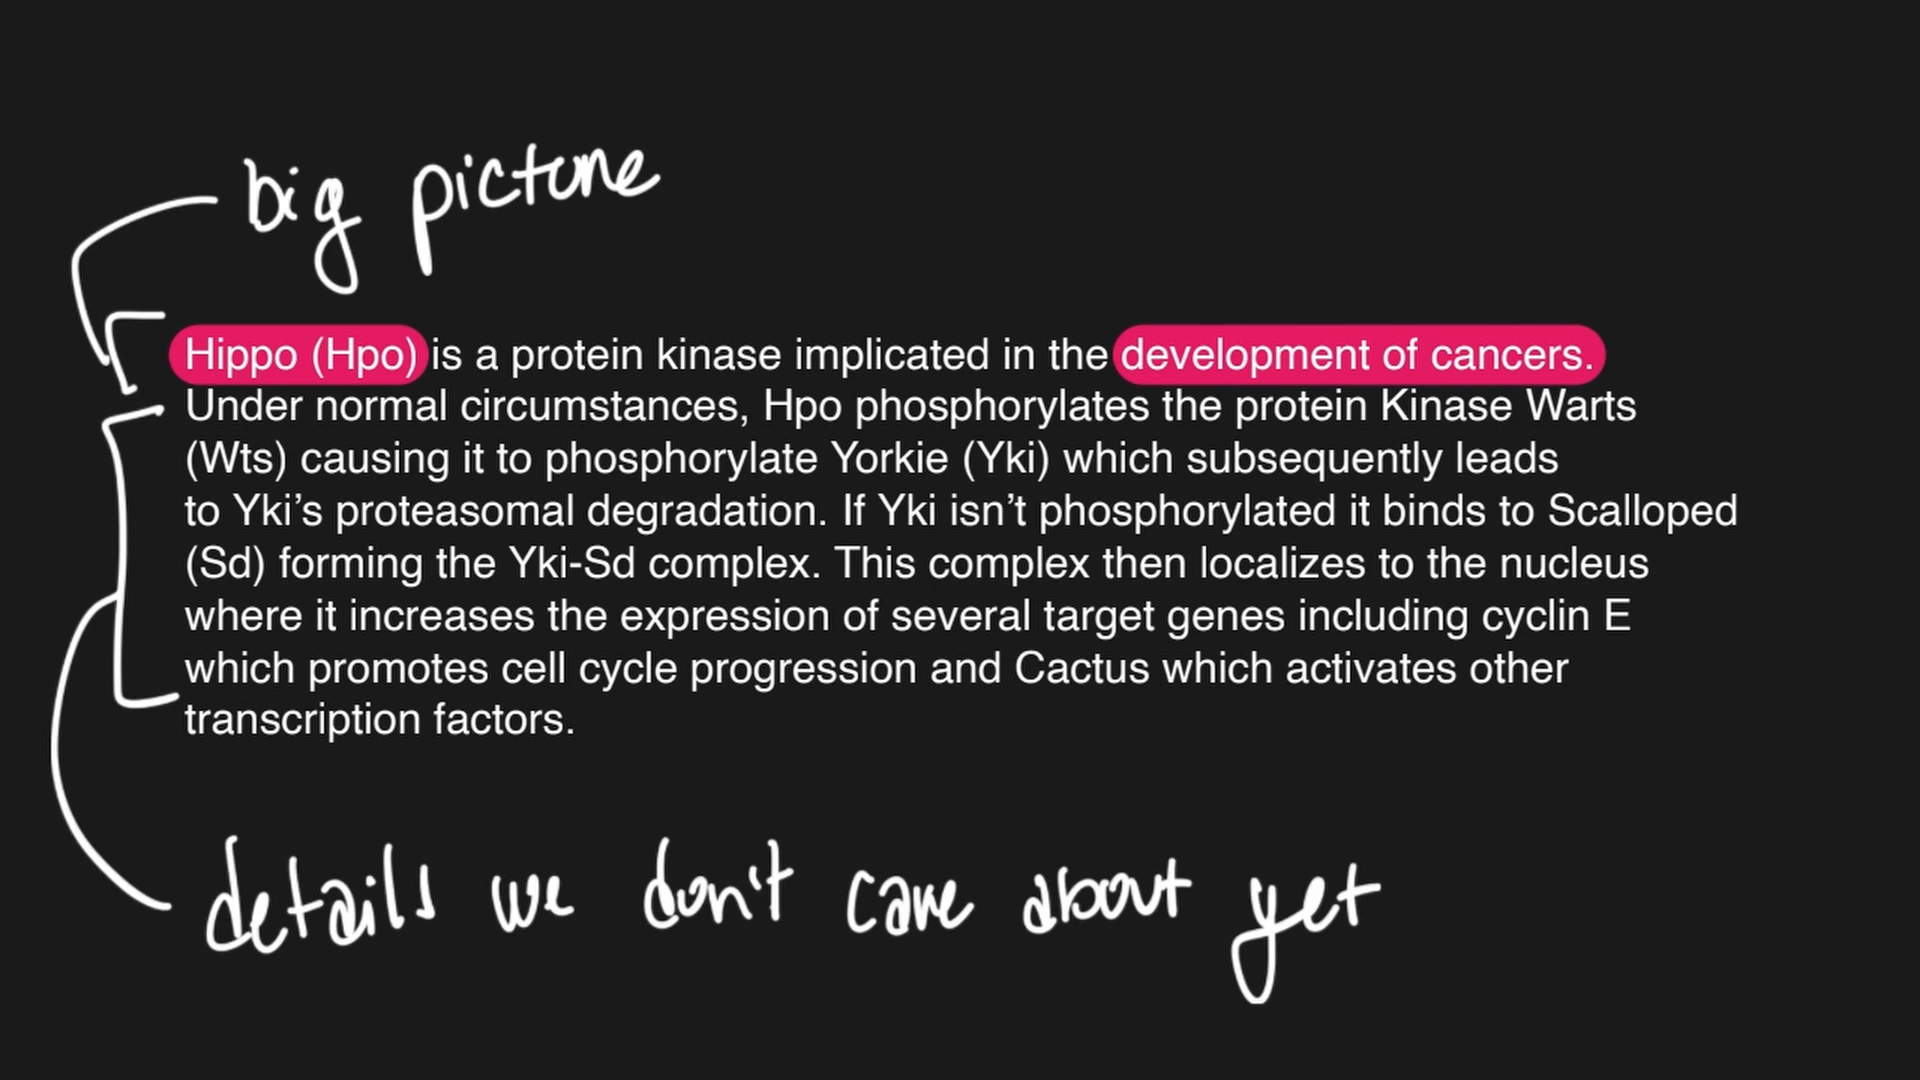 big picture
Hippo (Hpo) is a protein kinase implicated in the development of cancers.
Under normal circumstances, Hpo phosphorylates the protein Kinase Warts
(Wts) causing it to phosphorylate Yorkie (Yki) which subsequently leads
to Yki’s proteasomal degradation. If Yki isn’t phosphorylated it binds to Scalloped
(Sd) forming the Yki-Sd complex. This complex then localizes to the nucleus
where it increases the expression of several target genes including cyclin E
which promotes cell cycle progression and Cactus which activates other
transcription factors.
details we don't care about yet